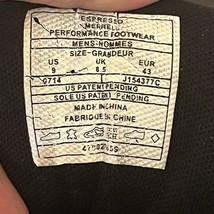 ESPRESSO
MERRELL
PERFORMANCE FOOTWEAR
MENS-HOMMES
SIZE-GRANDEUR
US UK EUR
9 8.5 43
0714 J154377C
US PATENT PENDING
SOLE US PATENT PENDING
MADE IN CHINA
FABRIQUE EN CHINE